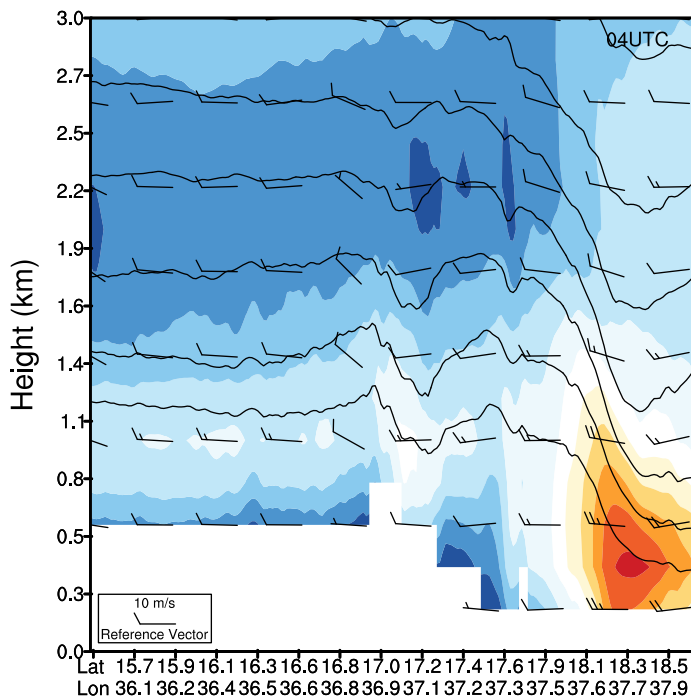 3.0
04UTC
2.7
2.5
2.2
1.9
Height (km)
1.6
1.4
1.1
0.8
0.5
0.3
10 m/s
Reference Vector
0.0
Lat 15.7 15.9 16.1 16.3 16.6 16.8 17.0 17.2 17.4 17.6 17.9 18.1 18.3 18.5
Lon 36.1 36.2 36.4 36.5 36.6 36.8 36.9 37.1 37.2 37.3 37.5 37.6 37.7 37.9